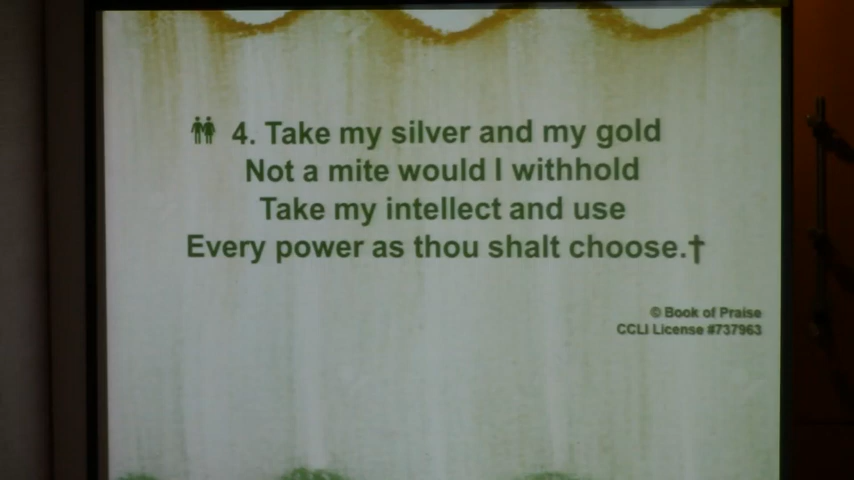 4. Take my silver and my gold
Not a mite would I withhold
Take my intellect and use
Every power as thou shalt choose.†
© Book of Praise
CCLI License #737963